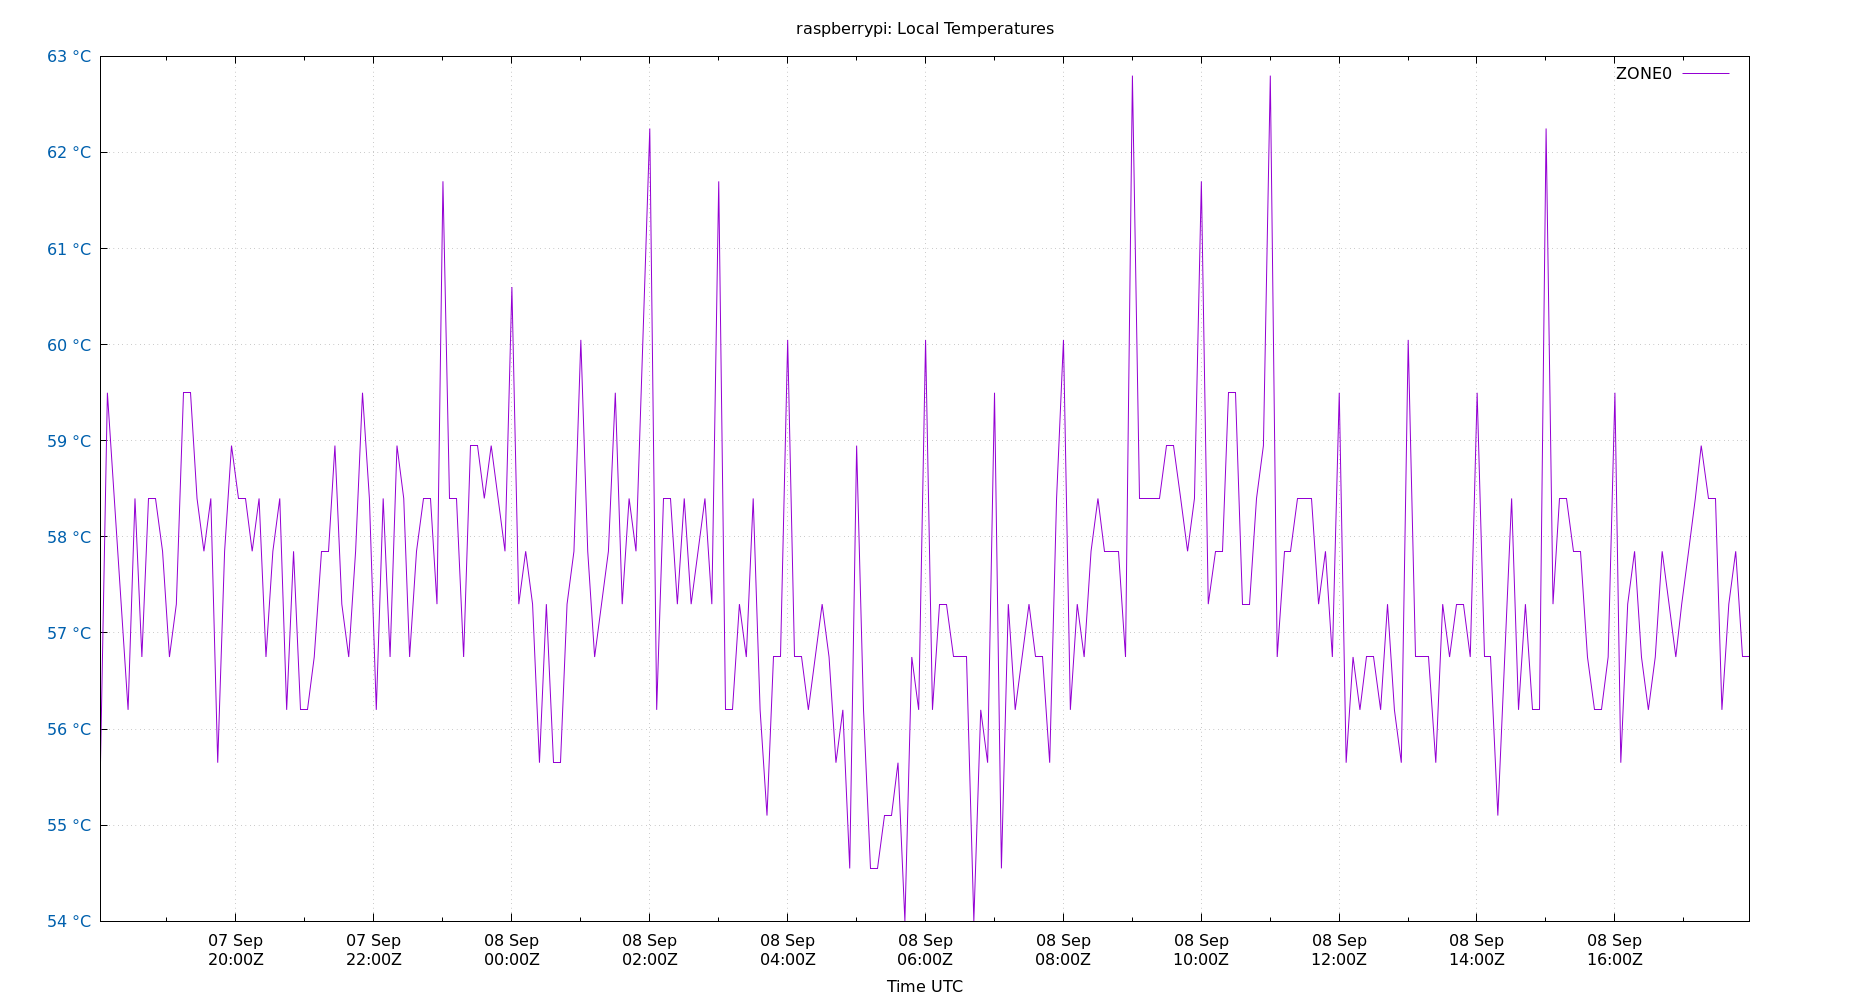 raspberrypi: Local Temperatures
63 °C
ZONE0
62 °C
61 °C
60 °C
59 °C
58 °C
57 °C
56 °C
55 °C
54 °C
07 Sep 07 Sep 08 Sep 08 Sep 08 Sep 08 Sep 08 Sep 08 Sep 08 Sep 08 Sep 08 Sep
20:00Z 22:00Z 00:00Z 02:00Z 04:00Z 06:00Z 08:00Z 10:00Z 12:00Z 14:00Z 16:00Z
Time UTC